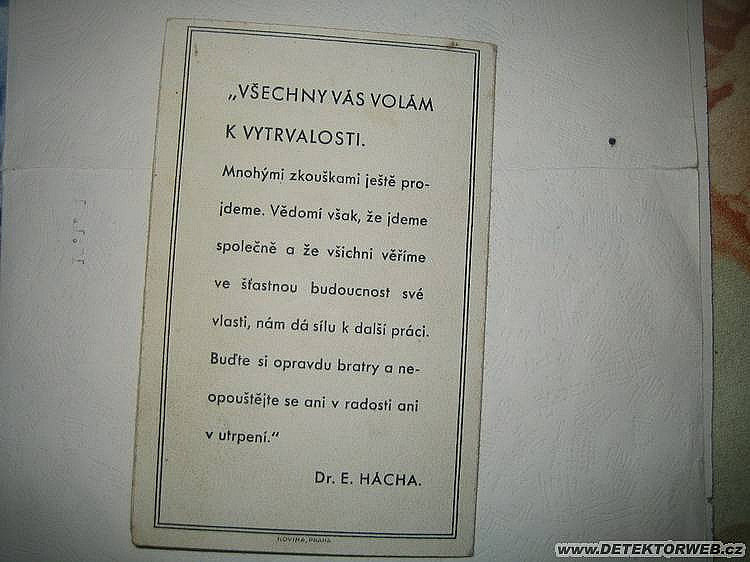 „VŠECHNY VÁS VOLÁM
K VYTRVALOSTI.
Mnohými zkouškami ještě pro-
jdeme. Vědomí však, že jdeme
společně a že všichni věříme
ve šťastnou budoucnost své
vlasti, nám dá sílu k další práci.
Buďte si opravdu bratry a ne-
opouštějte se ani v radosti ani
v utrpení.“
Dr. E. HÁCHA.
NOVINA, PRAHA
www.DETEKTORWEB.cz